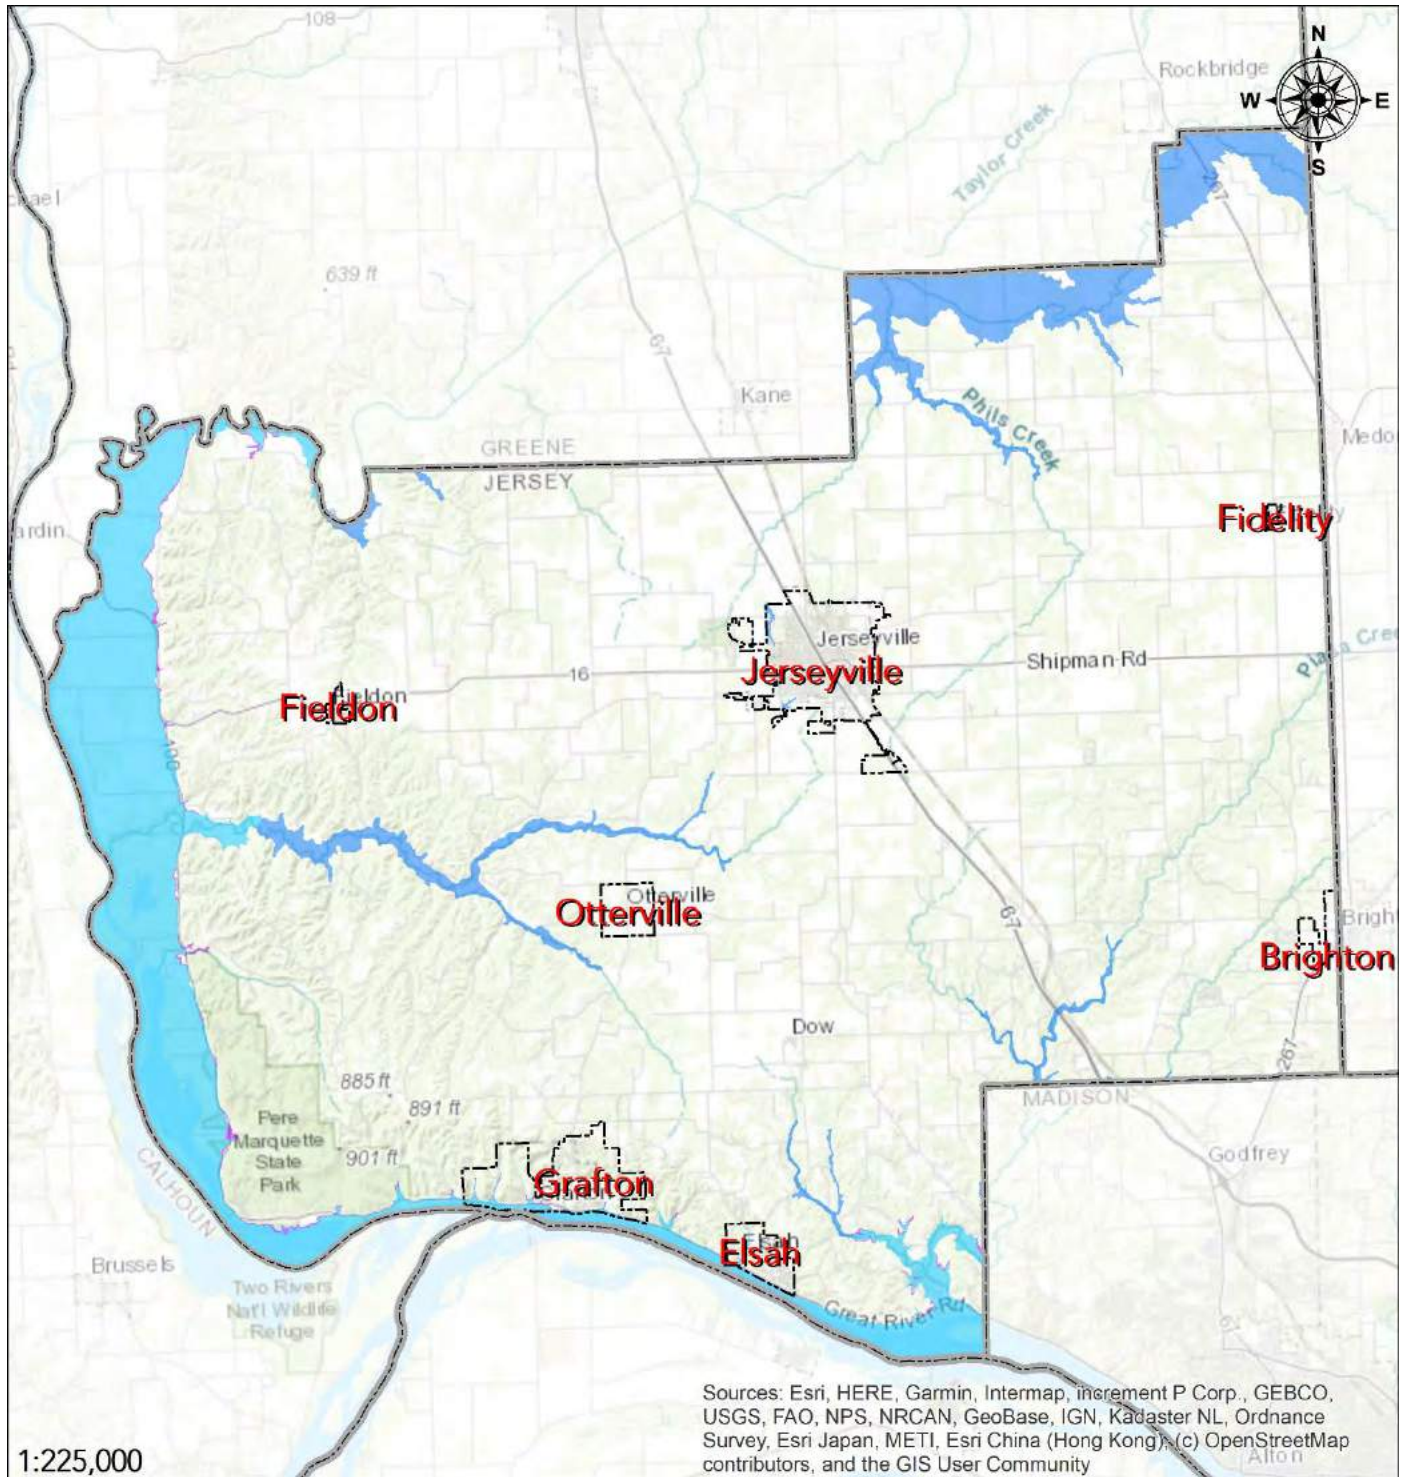 108
N
Rockbridge
W
E
S
Taylor Creek
267
639 ft
67
Kane
Phils Creek
GREENE
JERSEY
Fidelity
Jerseyville
Jerseyville
Shipman Rd
16
Fieldon
Fieldon
100
Otterville
Otterville
67
Brighton
Dow
267
885 ft
891 ft
MADISON
Pere
Marquette
State
Park
901 ft
Godfrey
Grafton
CALHOUN
Elsah
Elsah
Brussels
Two Rivers
Nat'l Wildlife
Refuge
Great River Rd
67
Sources: Esri, HERE, Garmin, Intermap, increment P Corp., GEBCO,
USGS, FAO, NPS, NRCAN, GeoBase, IGN, Kadaster NL, Ordnance
Survey, Esri Japan, METI, Esri China (Hong Kong), (c) OpenStreetMap
contributors, and the GIS User Community
Alton
1:225,000